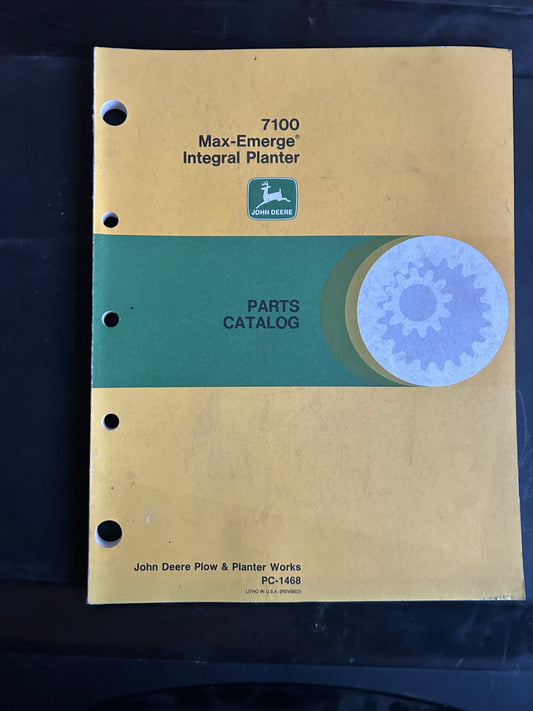 7100
Max-Emerge®
Integral Planter
JOHN DEERE
PARTS
CATALOG
John Deere Plow & Planter Works
PC-1468
LITHO IN U.S.A. (REVISED)